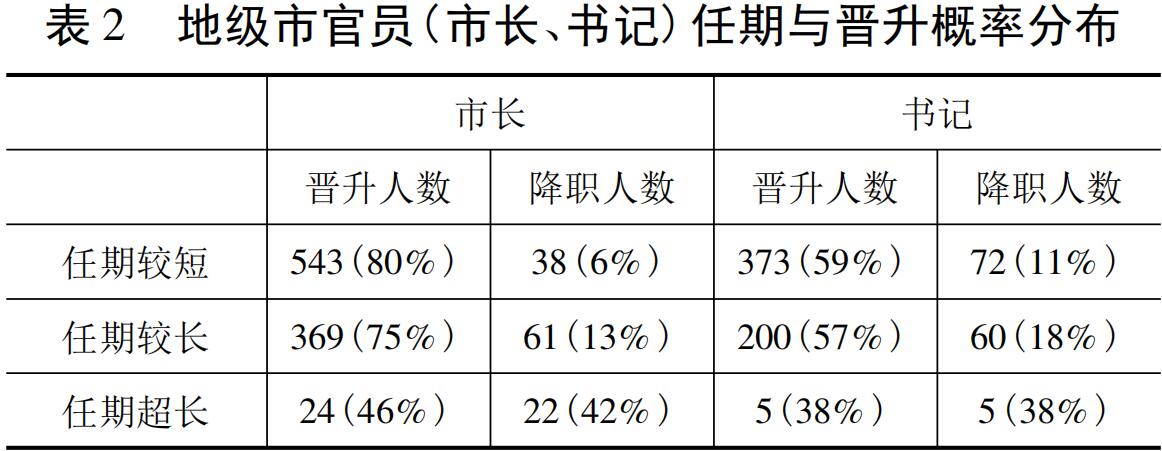 表2 地级市官员(市长、书记)任期与晋升概率分布
市长 书记
晋升人数 降职人数 晋升人数 降职人数
任期较短 543(80%) 38(6%) 373(59%) 72(11%)
任期较长 369(75%) 61(13%) 200(57%) 60(18%)
任期超长 24(46%) 22(42%) 5(38%) 5(38%)